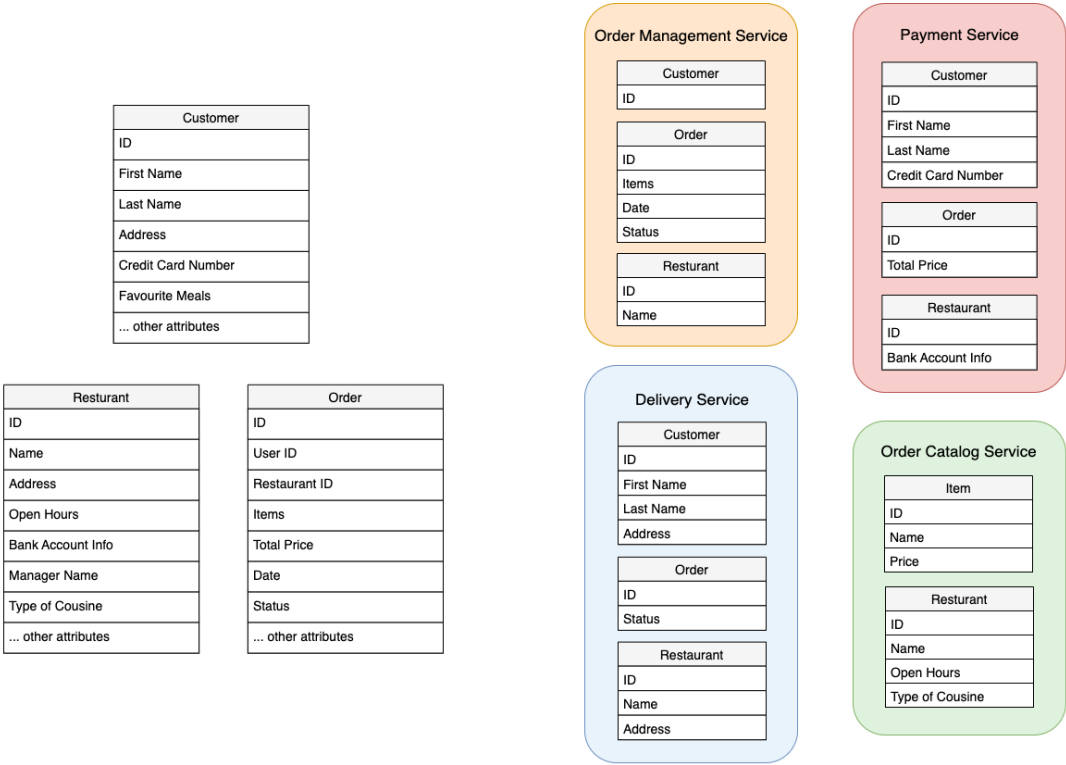 Customer
ID
First Name
Last Name
Address
Credit Card Number
Favourite Meals
... other attributes
Resturant
ID
Name
Address
Open Hours
Bank Account Info
Manager Name
Type of Cousine
... other attributes
Order
ID
User ID
Restaurant ID
Items
Total Price
Date
Status
... other attributes
Order Management Service
Customer
ID
Order
ID
Items
Date
Status
Resturant
ID
Name
Payment Service
Customer
ID
First Name
Last Name
Credit Card Number
Order
ID
Total Price
Restaurant
ID
Bank Account Info
Delivery Service
Customer
ID
First Name
Last Name
Address
Order
ID
Status
Restaurant
ID
Name
Address
Order Catalog Service
Item
ID
Name
Price
Resturant
ID
Name
Open Hours
Type of Cousine